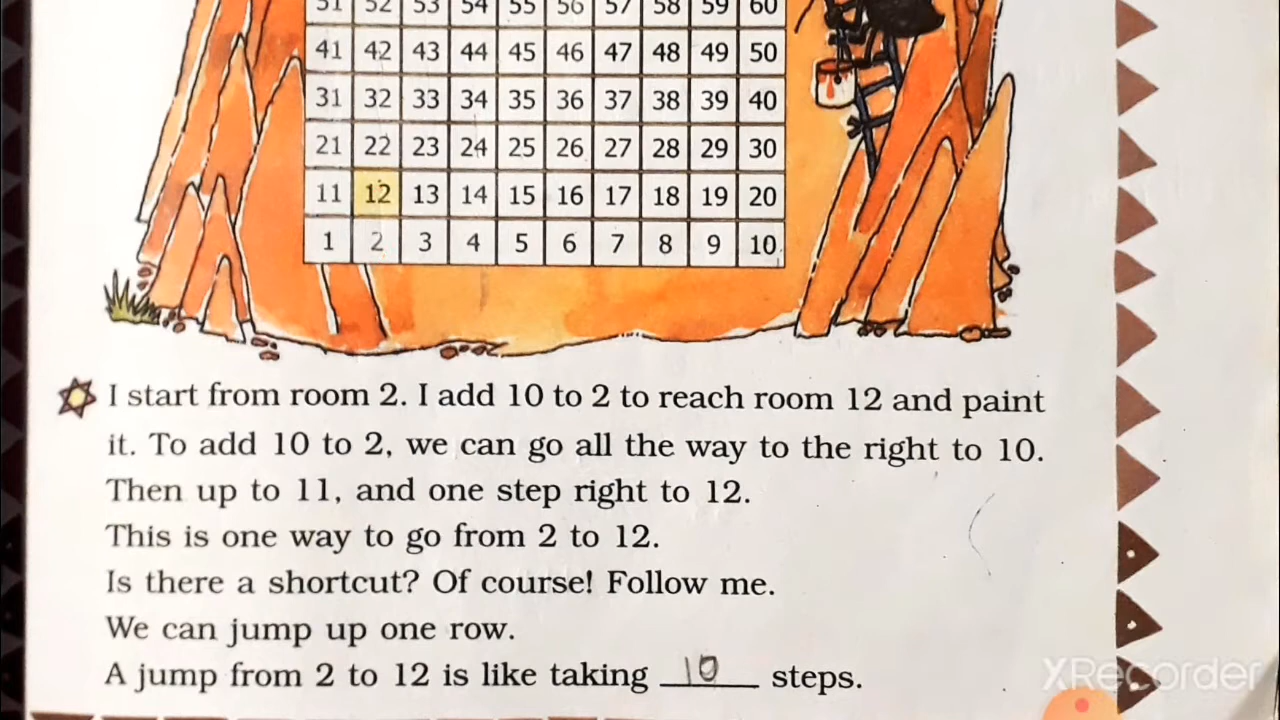 51 52 53 54 55 56 57 58 59 60
41 42 43 44 45 46 47 48 49 50
31 32 33 34 35 36 37 38 39 40
21 22 23 24 25 26 27 28 29 30
11 12 13 14 15 16 17 18 19 20
1 2 3 4 5 6 7 8 9 10
I start from room 2. I add 10 to 2 to reach room 12 and paint
it. To add 10 to 2, we can go all the way to the right to 10.
Then up to 11, and one step right to 12.
This is one way to go from 2 to 12.
Is there a shortcut? Of course! Follow me.
We can jump up one row.
A jump from 2 to 12 is like taking 10 steps.
XRecorder